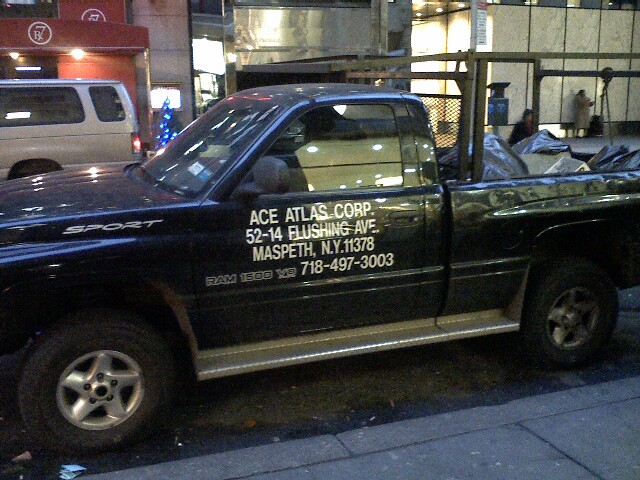 SPORT
ACE ATLAS CORP.
52-14 FLUSHING AVE.
MASPETH, N.Y. 11378
RAM 1500 V8 718-497-3003